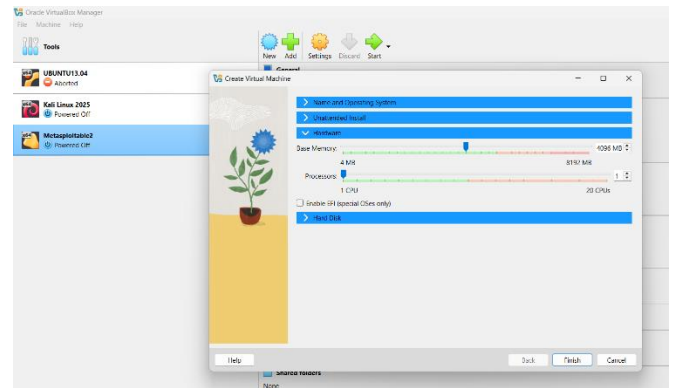 Oracle VirtualBox Manager
File Machine Help
Tools
New Add Settings Discard Start
General
UBUNTU13.04
Aborted
Kali Linux 2025
Powered Off
Metasploitable2
Powered Off
Create Virtual Machine
Name and Operating System
Unattended Install
Hardware
Base Memory:
4096 MB
4 MB 8192 MB
Processors:
1
1 CPU 20 CPUs
Enable EFI (special OSes only)
Hard Disk
Help Back Finish Cancel
Shared folders
None